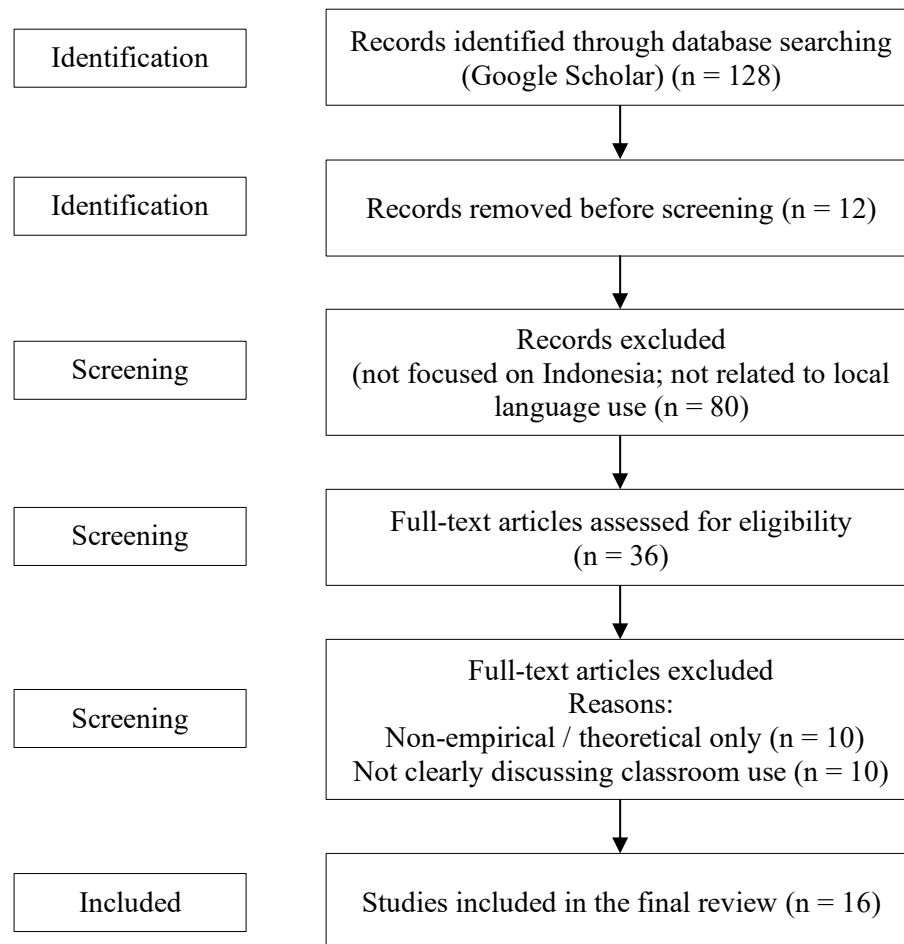 Identification
Records identified through database searching
(Google Scholar) (n = 128)
Identification
Records removed before screening (n = 12)
Screening
Records excluded
(not focused on Indonesia; not related to local
language use (n = 80)
Screening
Full-text articles assessed for eligibility
(n = 36)
Screening
Full-text articles excluded
Reasons:
Non-empirical / theoretical only (n = 10)
Not clearly discussing classroom use (n = 10)
Included
Studies included in the final review (n = 16)